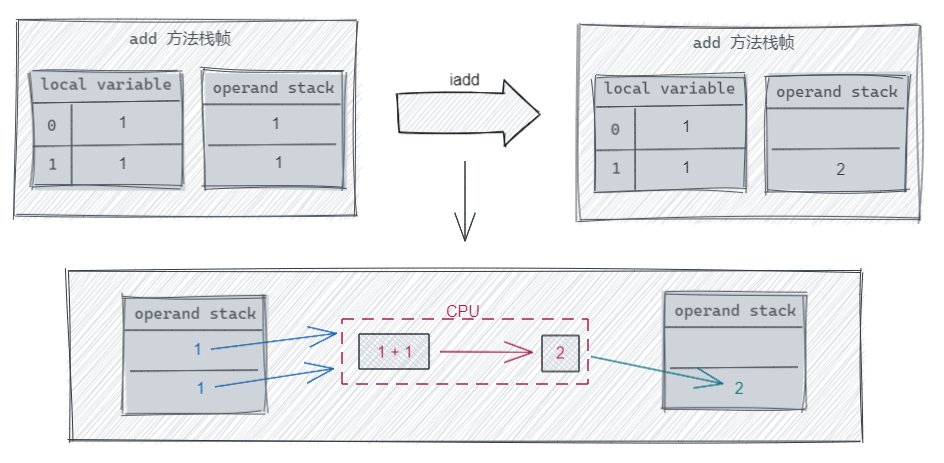 add 方法栈帧
local variable
0 1
1 1
operand stack
1
1
iadd
add 方法栈帧
local variable
0 1
1 1
operand stack
2
operand stack
1
1
CPU
1 + 1
2
operand stack
2